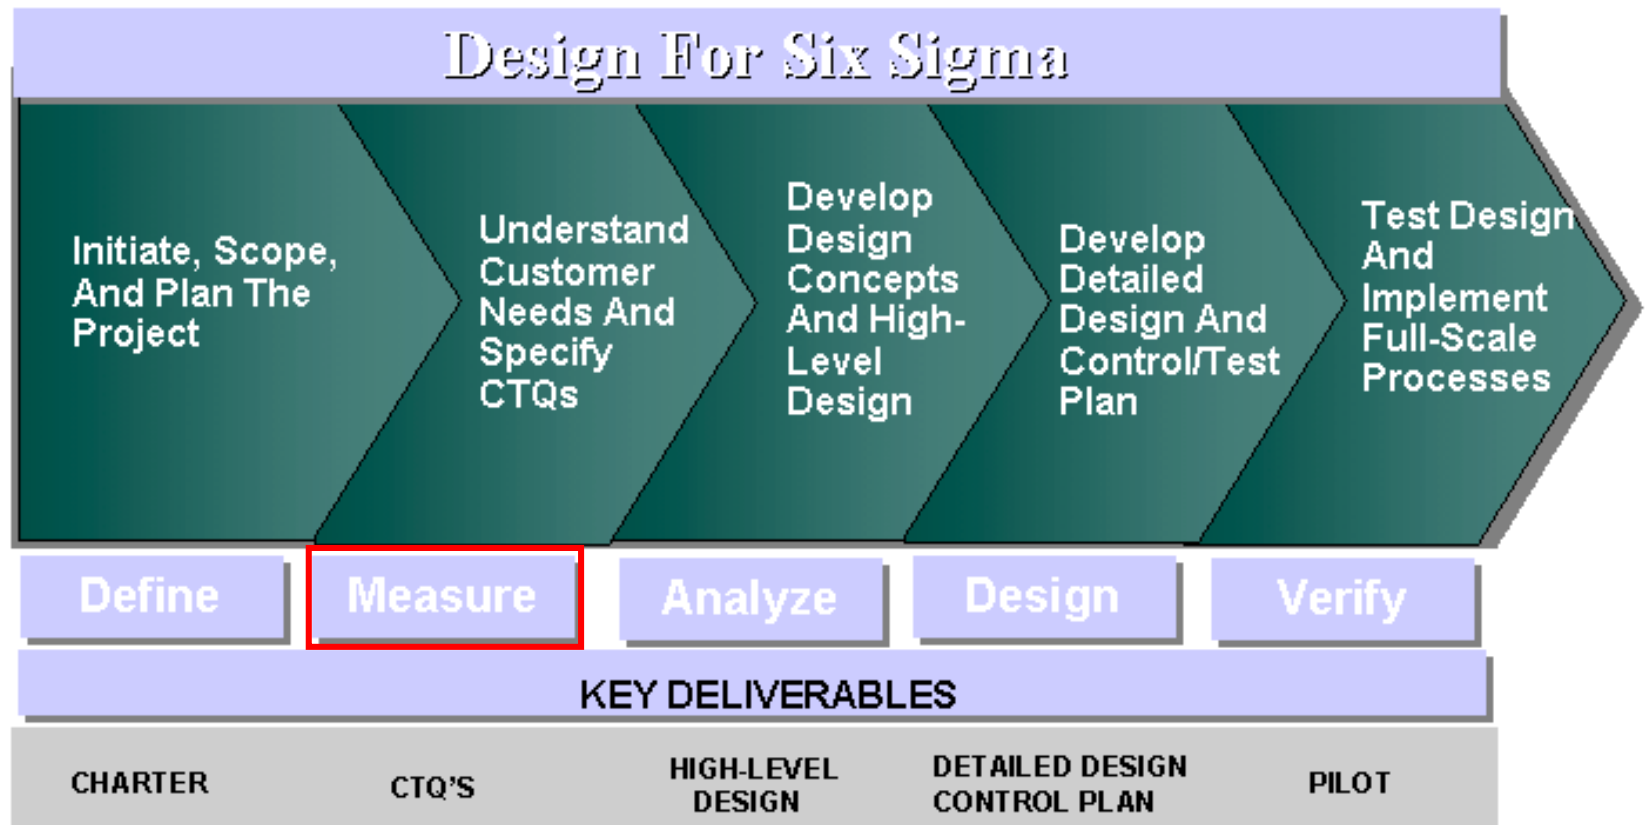 Design For Six Sigma
Initiate, Scope,
And Plan The
Project
Understand
Customer
Needs And
Specify
CTQs
Develop
Design
Concepts
And High-
Level
Design
Develop
Detailed
Design And
Control/Test
Plan
Test Design
And
Implement
Full-Scale
Processes
Define
Measure
Analyze
Design
Verify
KEY DELIVERABLES
CHARTER
CTQ'S
HIGH-LEVEL
DESIGN
DETAILED DESIGN
CONTROL PLAN
PILOT